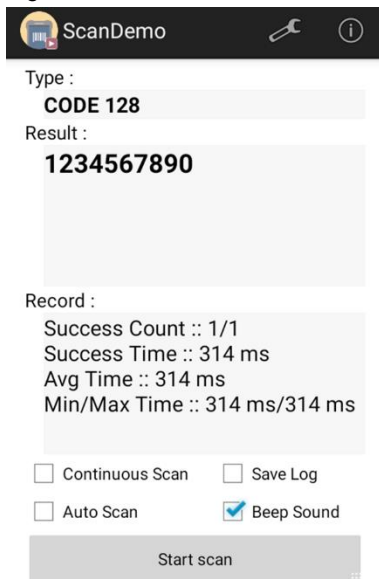 ScanDemo
Type :
CODE 128
Result :
1234567890
Record :
Success Count :: 1/1
Success Time :: 314 ms
Avg Time :: 314 ms
Min/Max Time :: 314 ms/314 ms
Continuous Scan Save Log
Auto Scan Beep Sound
Start scan